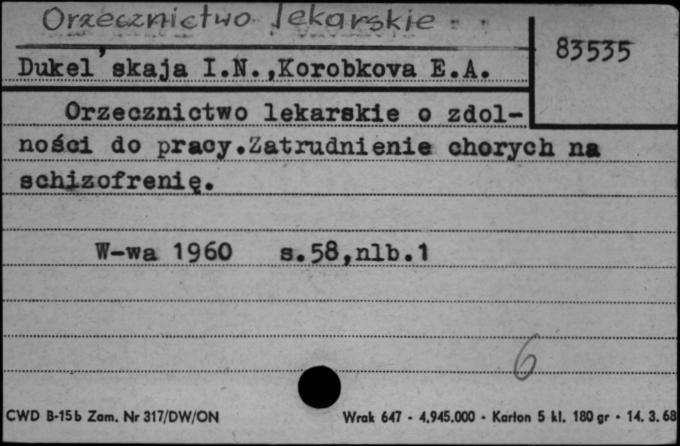 Orzecznictwo lekarskie
83535
Dukel'skaja I.N.,Korobkova E.A.
Orzecznictwo lekarskie o zdol-
ności do pracy.Zatrudnienie chorych na
schizofrenię.
W-wa 1960 s.58,nlb.1
6
CWD B-15b Zam. Nr 317/DW/ON Wrak 647 - 4.945.000 - Karton 5 kl. 180 gr - 14. 3. 68